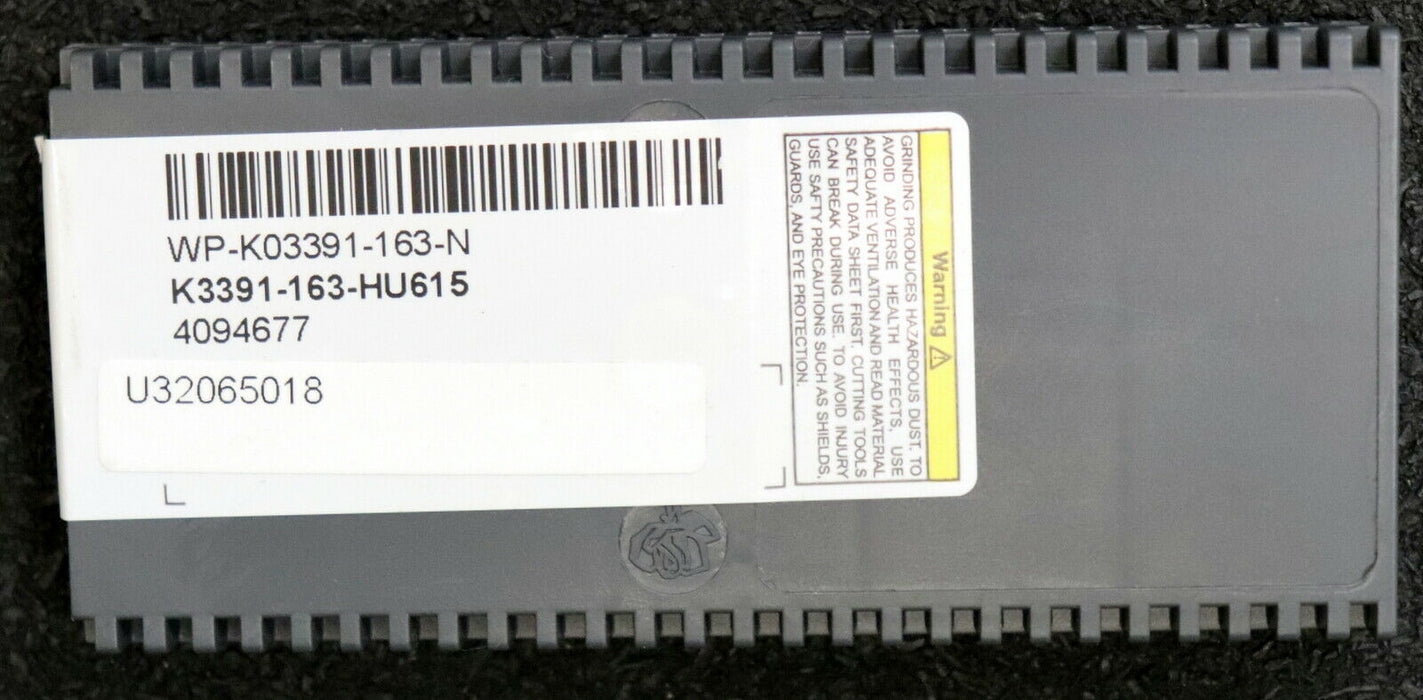 WP-K03391-163-N
K3391-163-HU615
4094677
U32065018
Warning
GRINDING PRODUCES HAZARDOUS DUST. TO
AVOID ADVERSE HEALTH EFFECTS, USE
ADEQUATE VENTILATION AND READ MATERIAL
SAFETY DATA SHEET FIRST. CUTTING TOOLS
CAN BREAK DURING USE. TO AVOID INJURY
USE SAFTY PRECAUTIONS SUCH AS SHIELDS,
GUARDS, AND EYE PROTECTION.